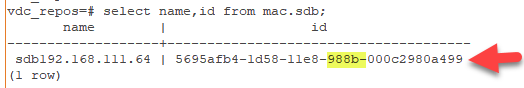 vdc_repos=# select name,id from mac.sdb;
name | id
------------------+--------------------------------------
sdb192.168.111.64 | 5695afb4-1d58-11e8-988b-000c2980a499
(1 row)